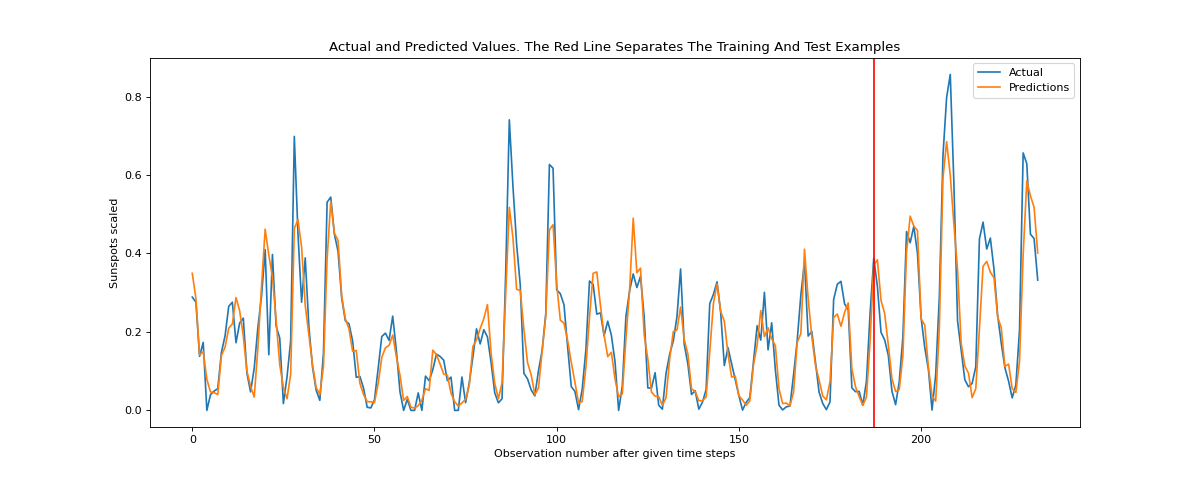 Actual and Predicted Values. The Red Line Separates The Training And Test Examples
Actual
Predictions
Sunspots scaled
0.8
0.6
0.4
0.2
0.0
0
50
100
150
200
Observation number after given time steps